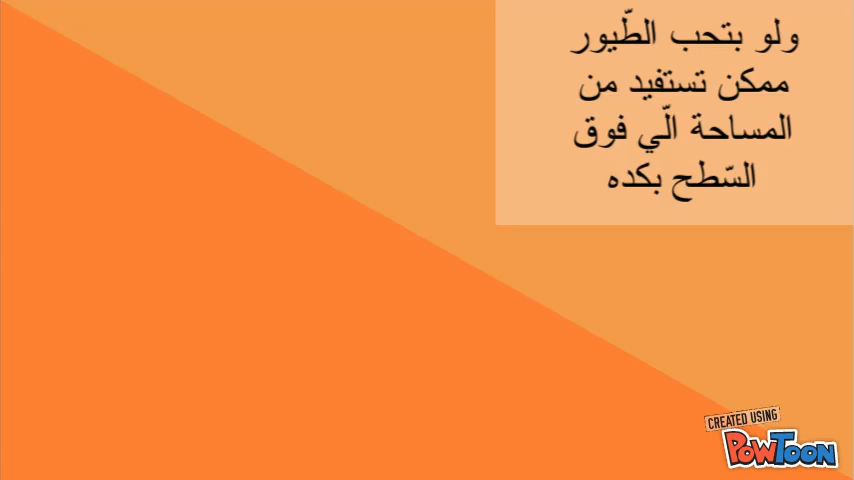 ولو بتحب الطّيور
ممكن تستفيد من
المساحة الّي فوق
السّطح بكده
CREATED USING
POWTOON